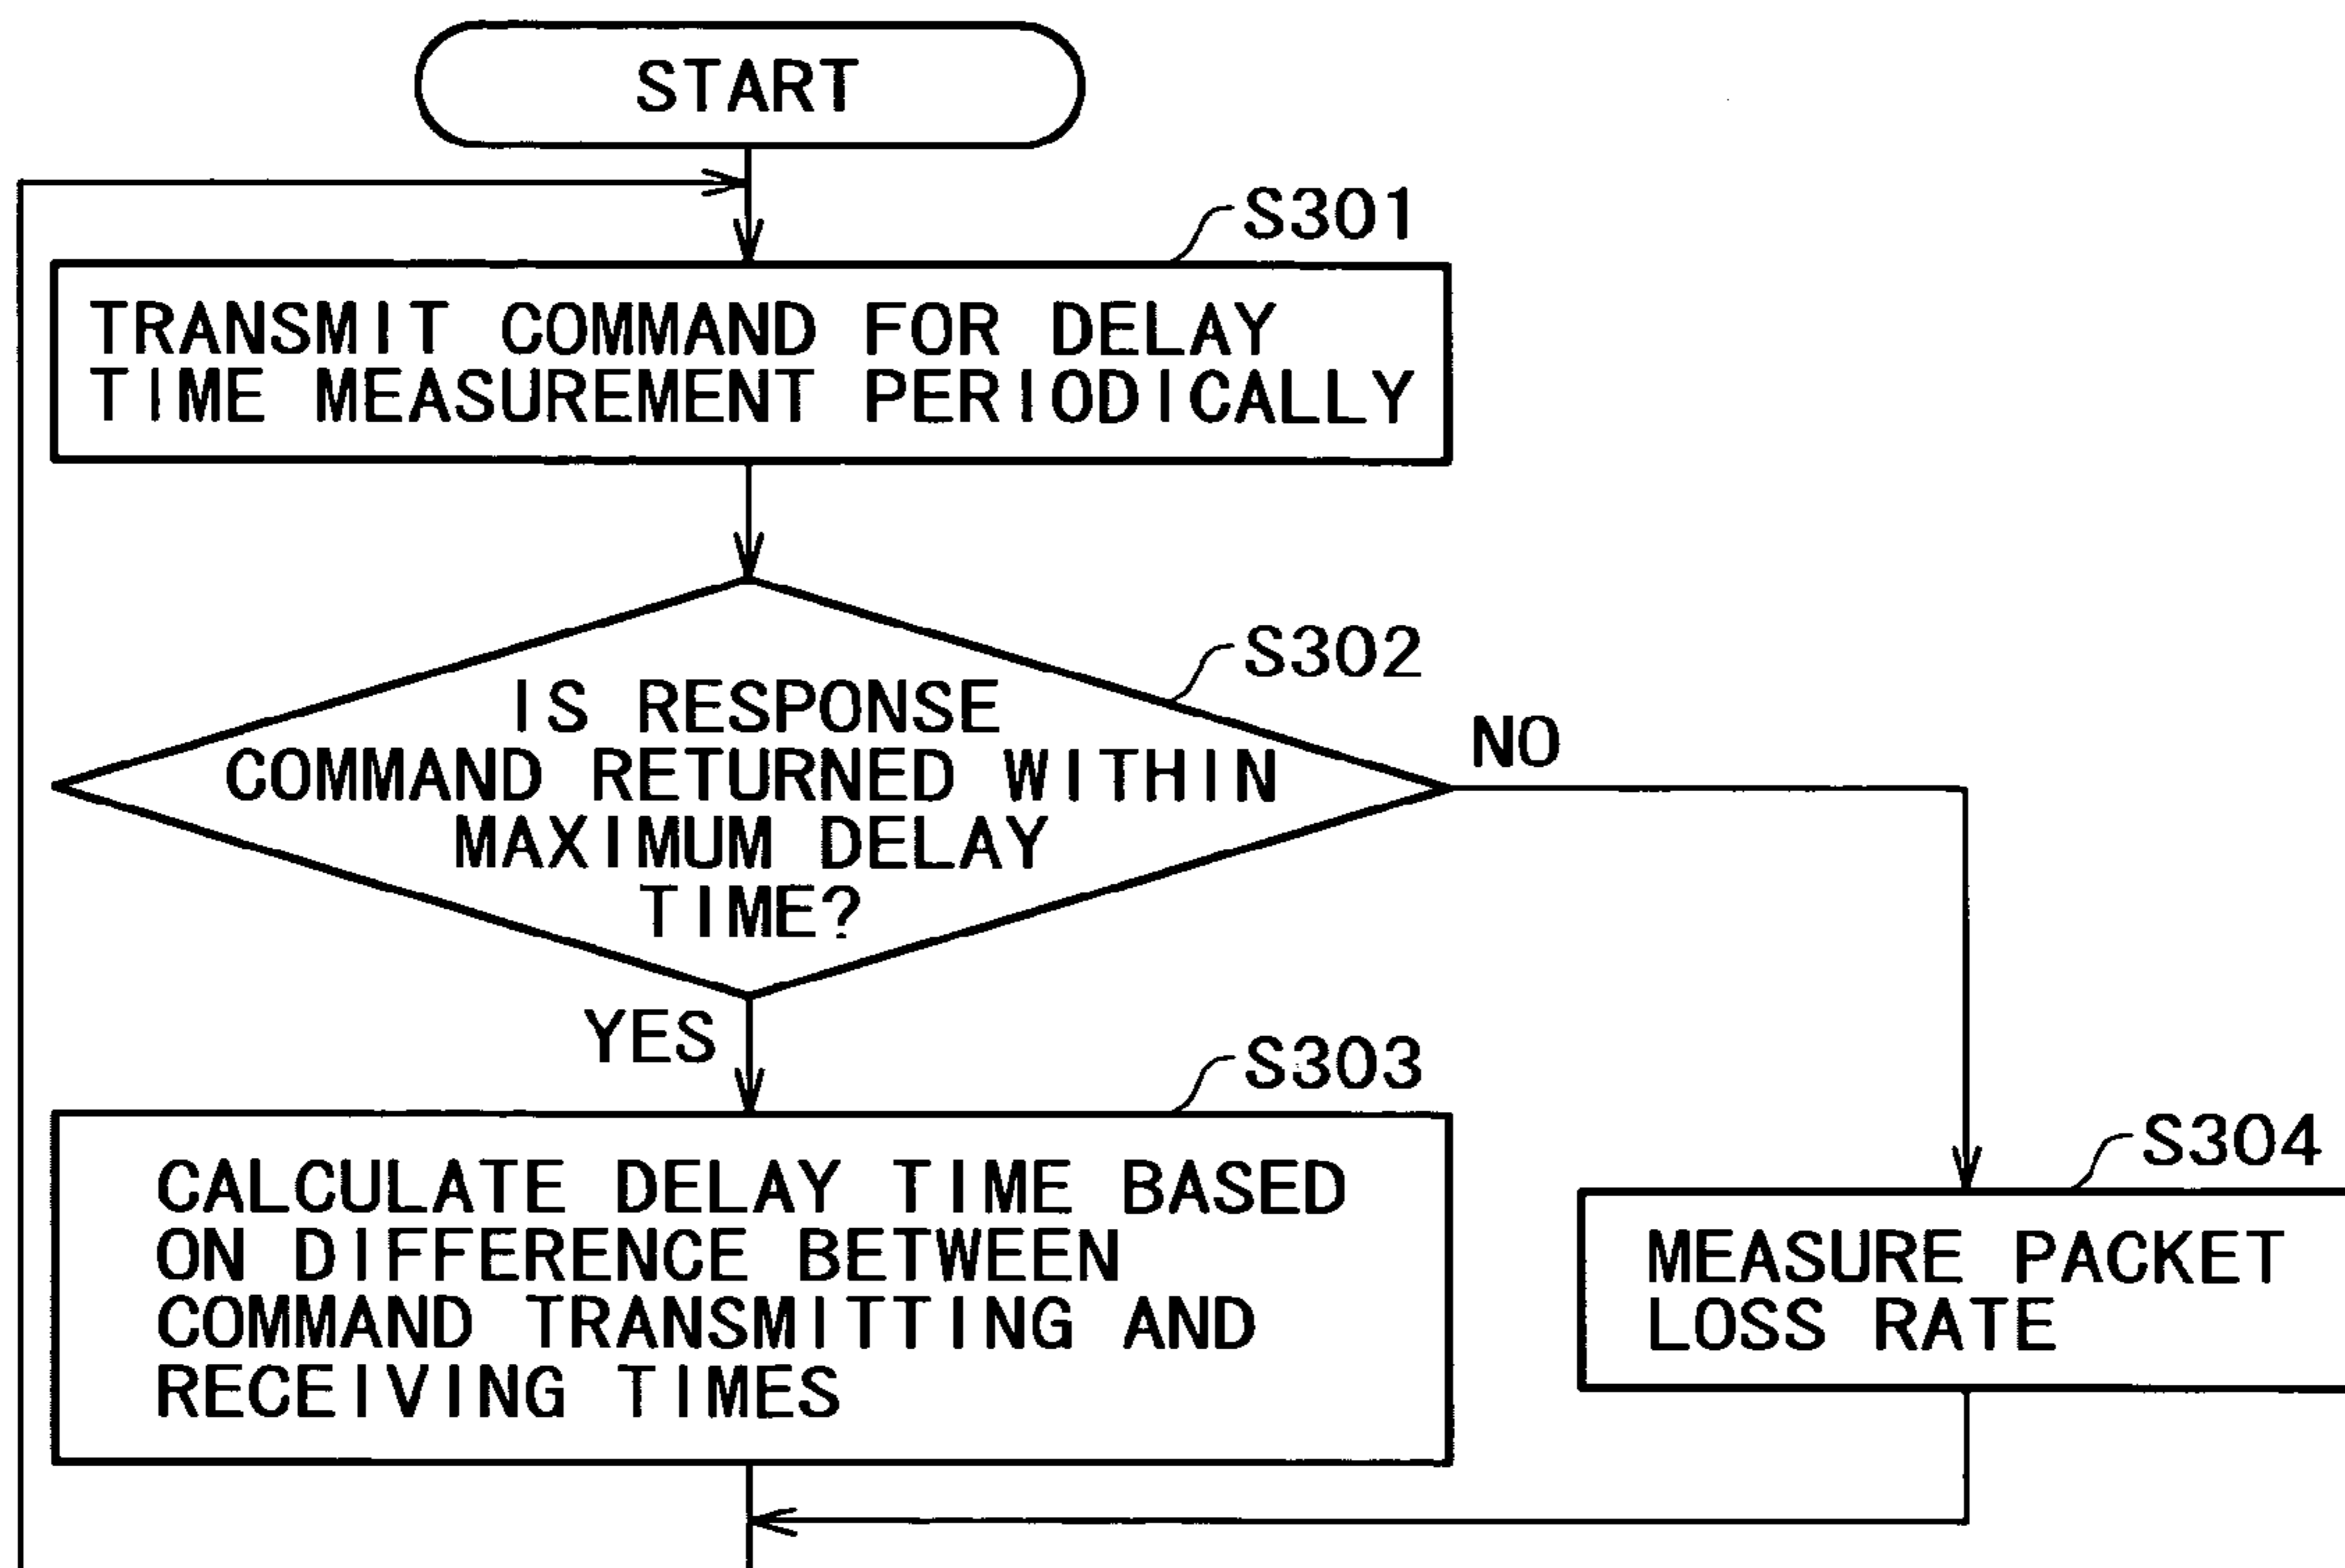 START
S301
TRANSMIT COMMAND FOR DELAY
TIME MEASUREMENT PERIODICALLY
S302
IS RESPONSE
COMMAND RETURNED WITHIN
MAXIMUM DELAY
TIME?
NO
YES
S303
CALCULATE DELAY TIME BASED
ON DIFFERENCE BETWEEN
COMMAND TRANSMITTING AND
RECEIVING TIMES
S304
MEASURE PACKET
LOSS RATE